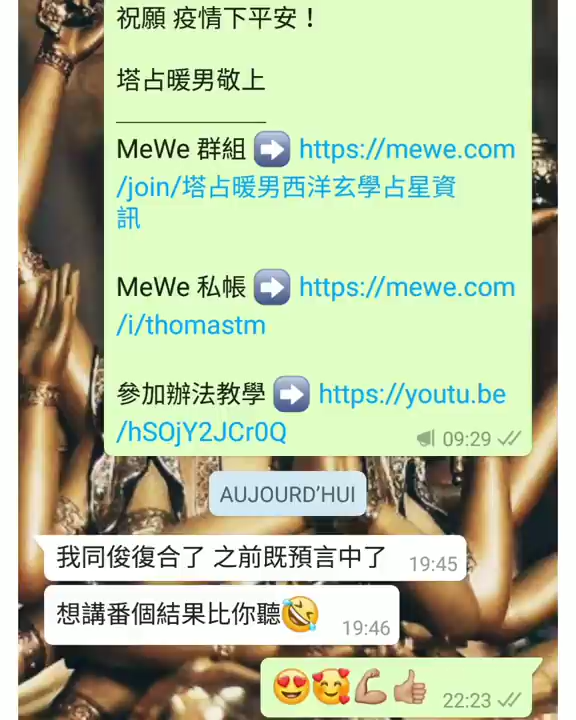 祝願 疫情下平安！
塔占暖男敬上
MeWe 群組 ➡️ https://mewe.com
/join/塔占暖男西洋玄學占星資
訊
MeWe 私帳 ➡️ https://mewe.com
/i/thomastm
參加辦法教學 ➡️ https://youtu.be
/hSOjY2JCr0Q
09:29
AUJOURD’HUI
我同俊復合了 之前既預言中了 19:45
想講番個結果比你聽🤣 19:46
😍🥰💪🏼👍🏼 22:23